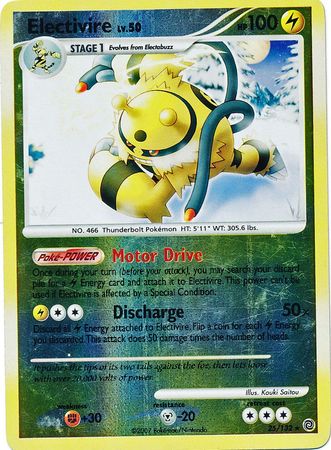 Electivire LV.50
HP100
STAGE 1 Evolves from Electabuzz
NO. 466 Thunderbolt Pokémon HT: 5'11" WT: 305.6 lbs.
Poké-POWER Motor Drive
Once during your turn (before your attack), you may search your discard
pile for a Energy card and attach it to Electivire. This power can't be
used if Electivire is affected by a Special Condition.
Discharge 50×
Discard all Energy attached to Electivire. Flip a coin for each Energy
you discarded. This attack does 50 damage times the number of heads.
It pushes the tips of its two tails against the foe, then lets loose
with over 20,000 volts of power.
Illus. Kouki Saitou
weakness resistance retreat cost
+30 -20
©2007 Pokémon/Nintendo
25/132 ★